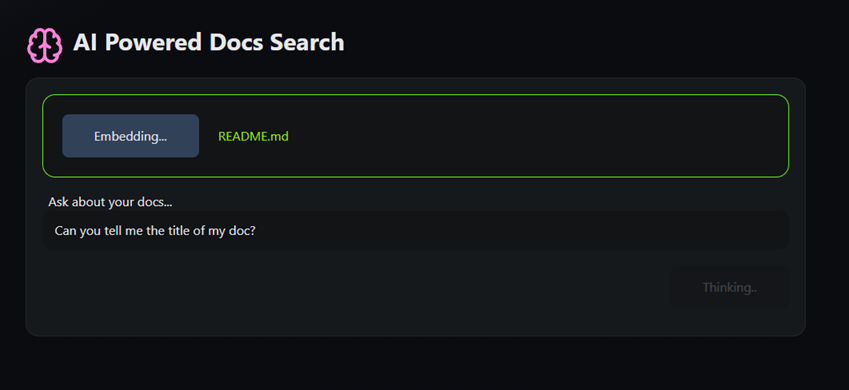 AI Powered Docs Search
Embedding...
README.md
Ask about your docs...
Can you tell me the title of my doc?
Thinking..